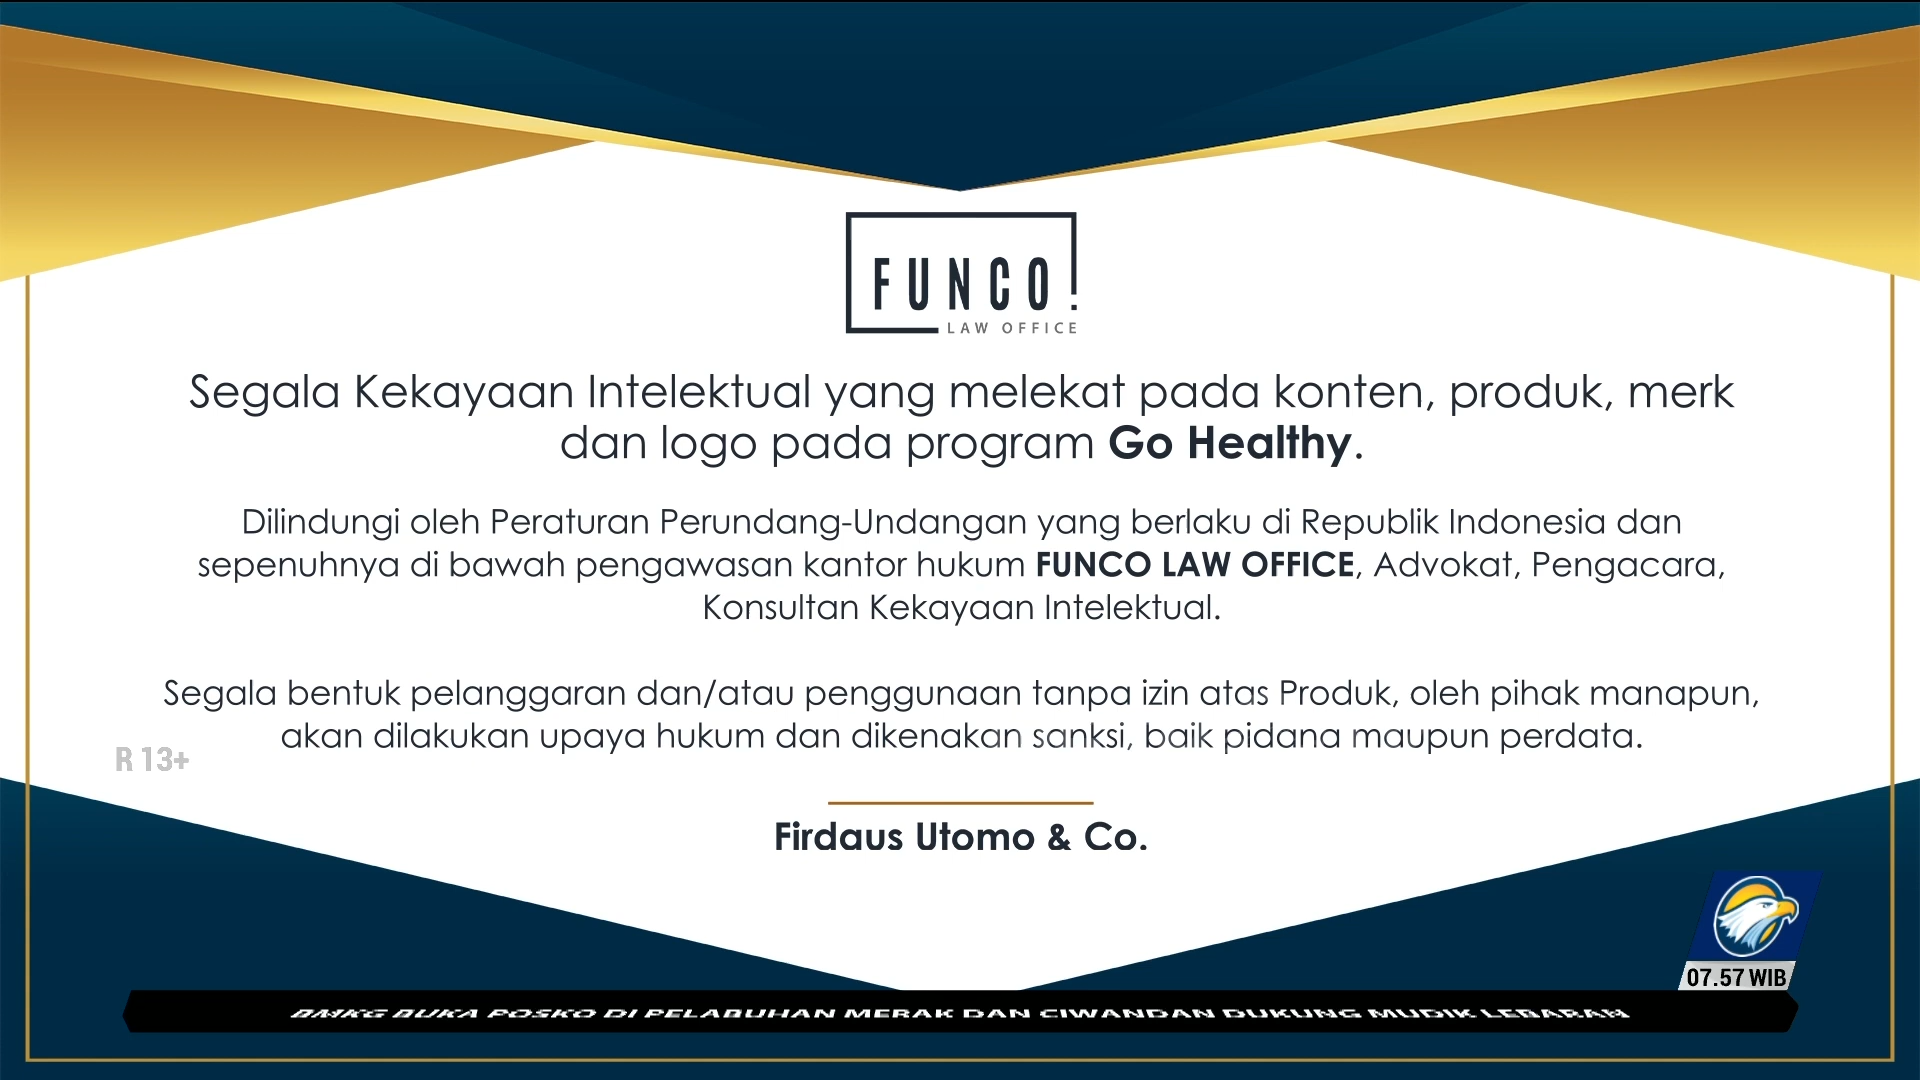 FUNCO
LAW OFFICE
Segala Kekayaan Intelektual yang melekat pada konten, produk, merk
dan logo pada program Go Healthy.
Dilindungi oleh Peraturan Perundang-Undangan yang berlaku di Republik Indonesia dan
sepenuhnya di bawah pengawasan kantor hukum FUNCO LAW OFFICE, Advokat, Pengacara,
Konsultan Kekayaan Intelektual.
Segala bentuk pelanggaran dan/atau penggunaan tanpa izin atas Produk, oleh pihak manapun,
akan dilakukan upaya hukum dan dikenakan sanksi, baik pidana maupun perdata.
R 13+
Firdaus Utomo & Co.
07.57 WIB
BMKG BUKA POSKO DI PELABUHAN MERAK DAN CIWANDAN DUKUNG MUDIK LEBARAN